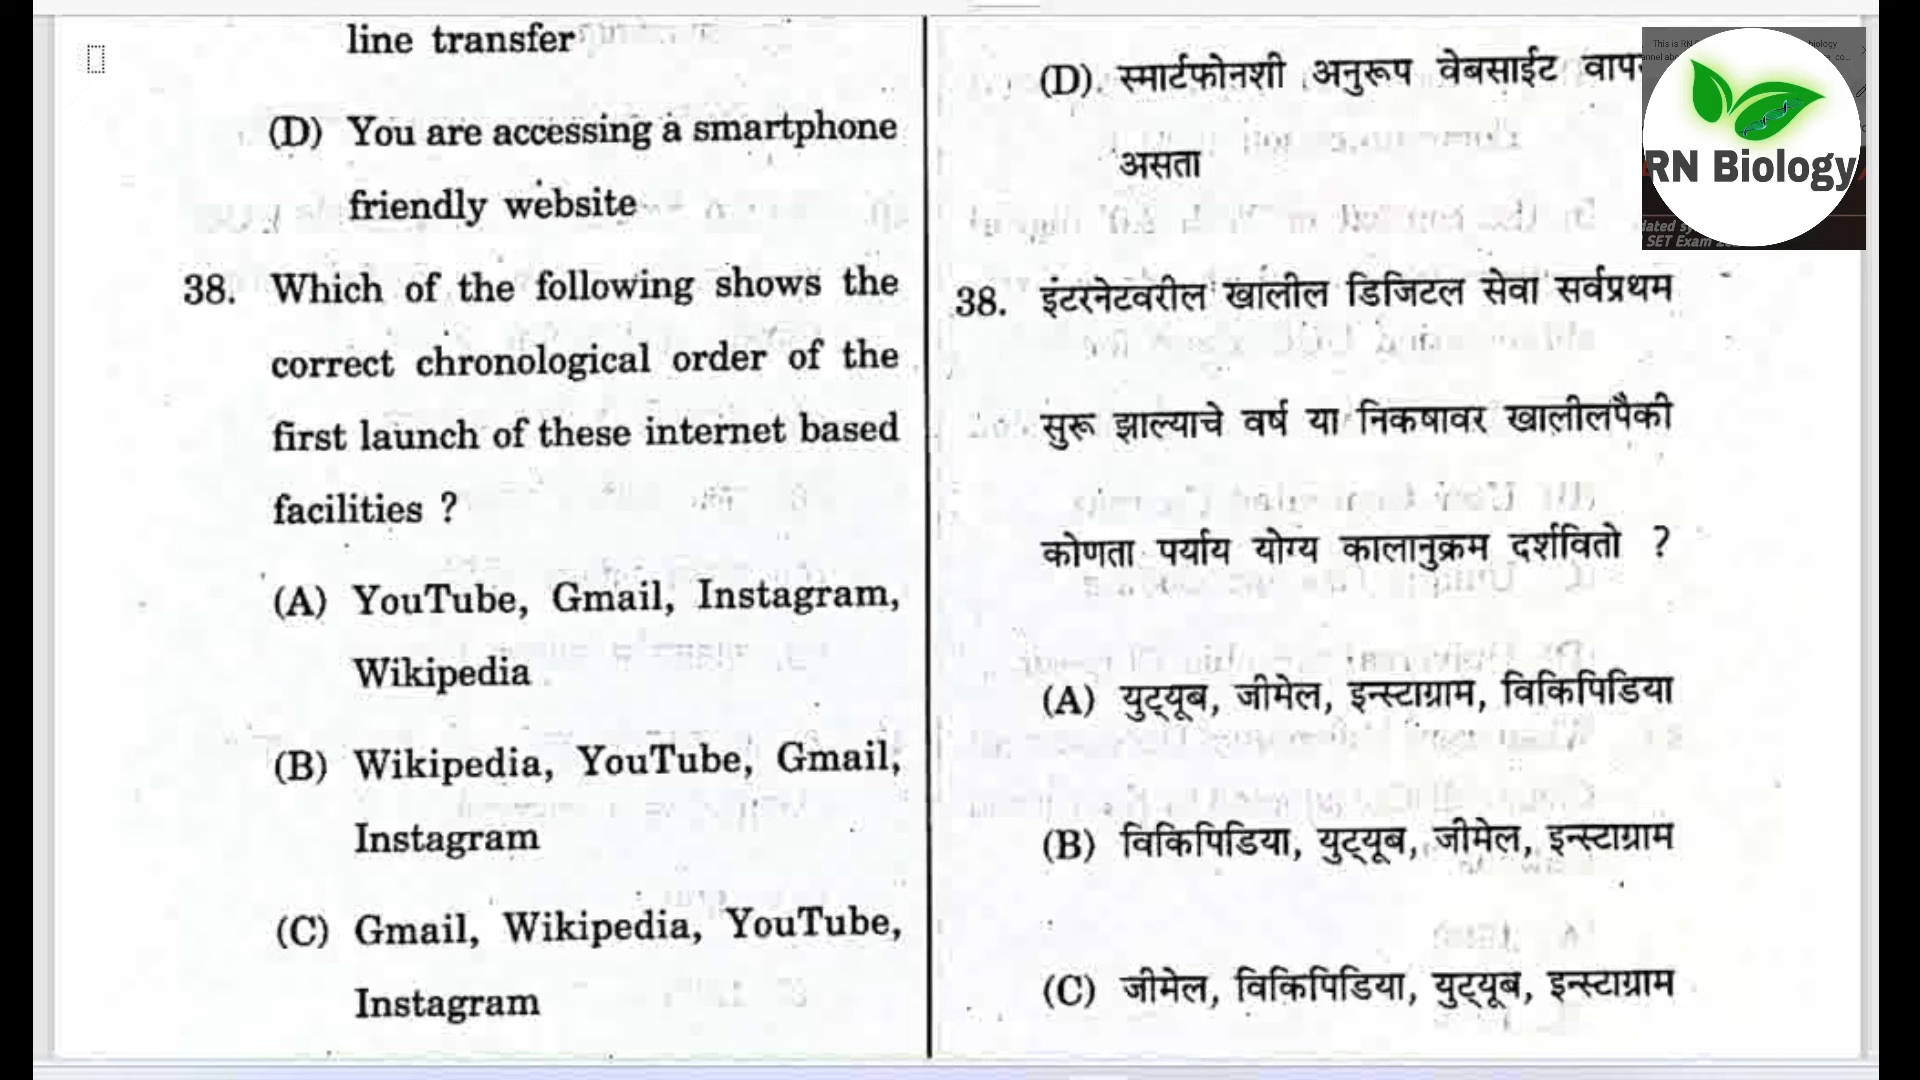 line transfer
(D) You are accessing a smartphone
friendly website
38. Which of the following shows the
correct chronological order of the
first launch of these internet based
facilities ?
(A) YouTube, Gmail, Instagram,
Wikipedia
(B) Wikipedia, YouTube, Gmail,
Instagram
(C) Gmail, Wikipedia, YouTube,
Instagram
(D). स्मार्टफोनशी अनुरूप वेबसाईट
असता
38. इंटरनेटवरील खालील डिजिटल सेवा सर्वप्रथम
सुरू झाल्याचे वर्ष या निकषावर खालीलपैकी
कोणता पर्याय योग्य कालानुक्रम दर्शवितो ?
(A) युट्यूब, जीमेल, इन्स्टाग्राम, विकिपिडिया
(B) विकिपिडिया, युट्यूब, जीमेल, इन्स्टाग्राम
(C) जीमेल, विकिपिडिया, युट्यूब, इन्स्टाग्राम
RN Biology
SET Exam